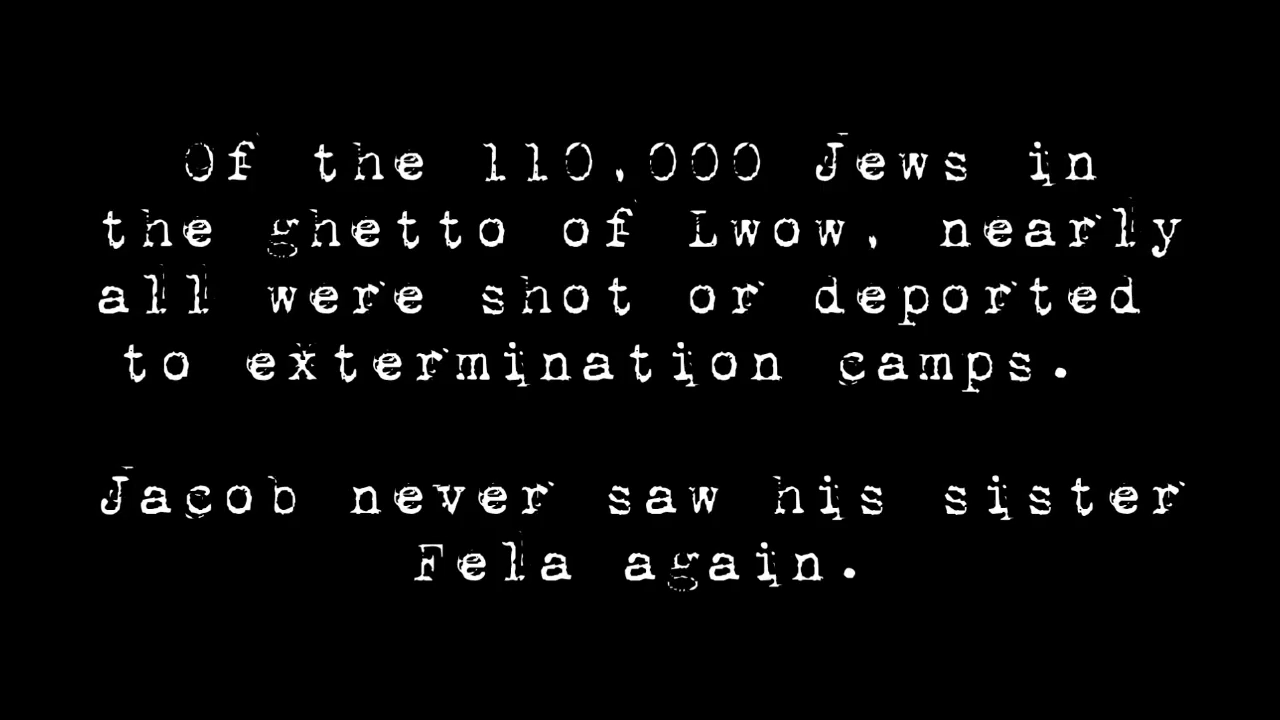 Of the 110,000 Jews in
the ghetto of Lwow, nearly
all were shot or deported
to extermination camps.
Jacob never saw his sister
Fela again.